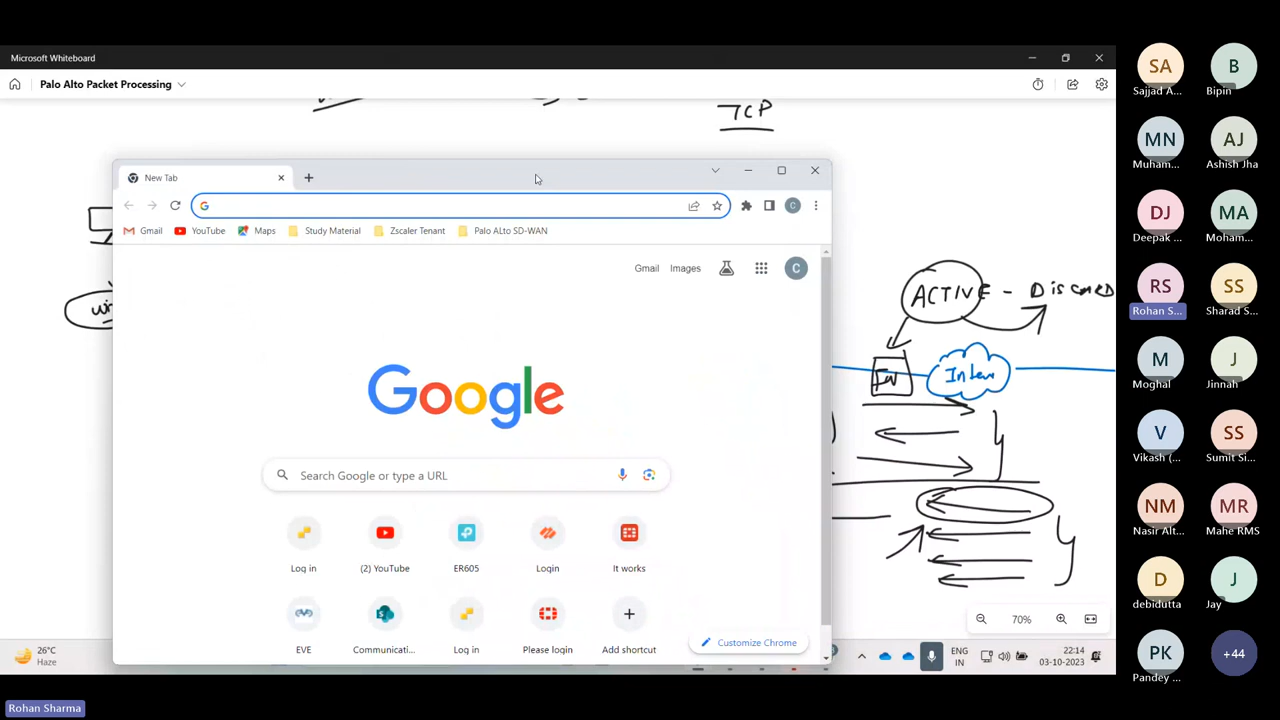 Microsoft Whiteboard
Palo Alto Packet Processing
TCP
New Tab
Gmail YouTube Maps Study Material Zscaler Tenant Palo ALto SD-WAN
Gmail Images C
C
Google
Search Google or type a URL
Log in (2) YouTube ER605 Login It works
EVE Communicati... Log in Please login Add shortcut
Customize Chrome
ACTIVE - Discard
FW
70%
26°C
Haze
ENG
IN
22:14
03-10-2023
SA B
Sajjad A... Bipin
MN AJ
Muham... Ashish Jha
DJ MA
Deepak ... Moham...
RS SS
Rohan S... Sharad S...
M J
Moghal Jinnah
V SS
Vikash (... Sumit Si...
NM MR
Nasir Alt... Mahe RMS
D J
debidutta Jay
PK +44
Pandey ...
Rohan Sharma